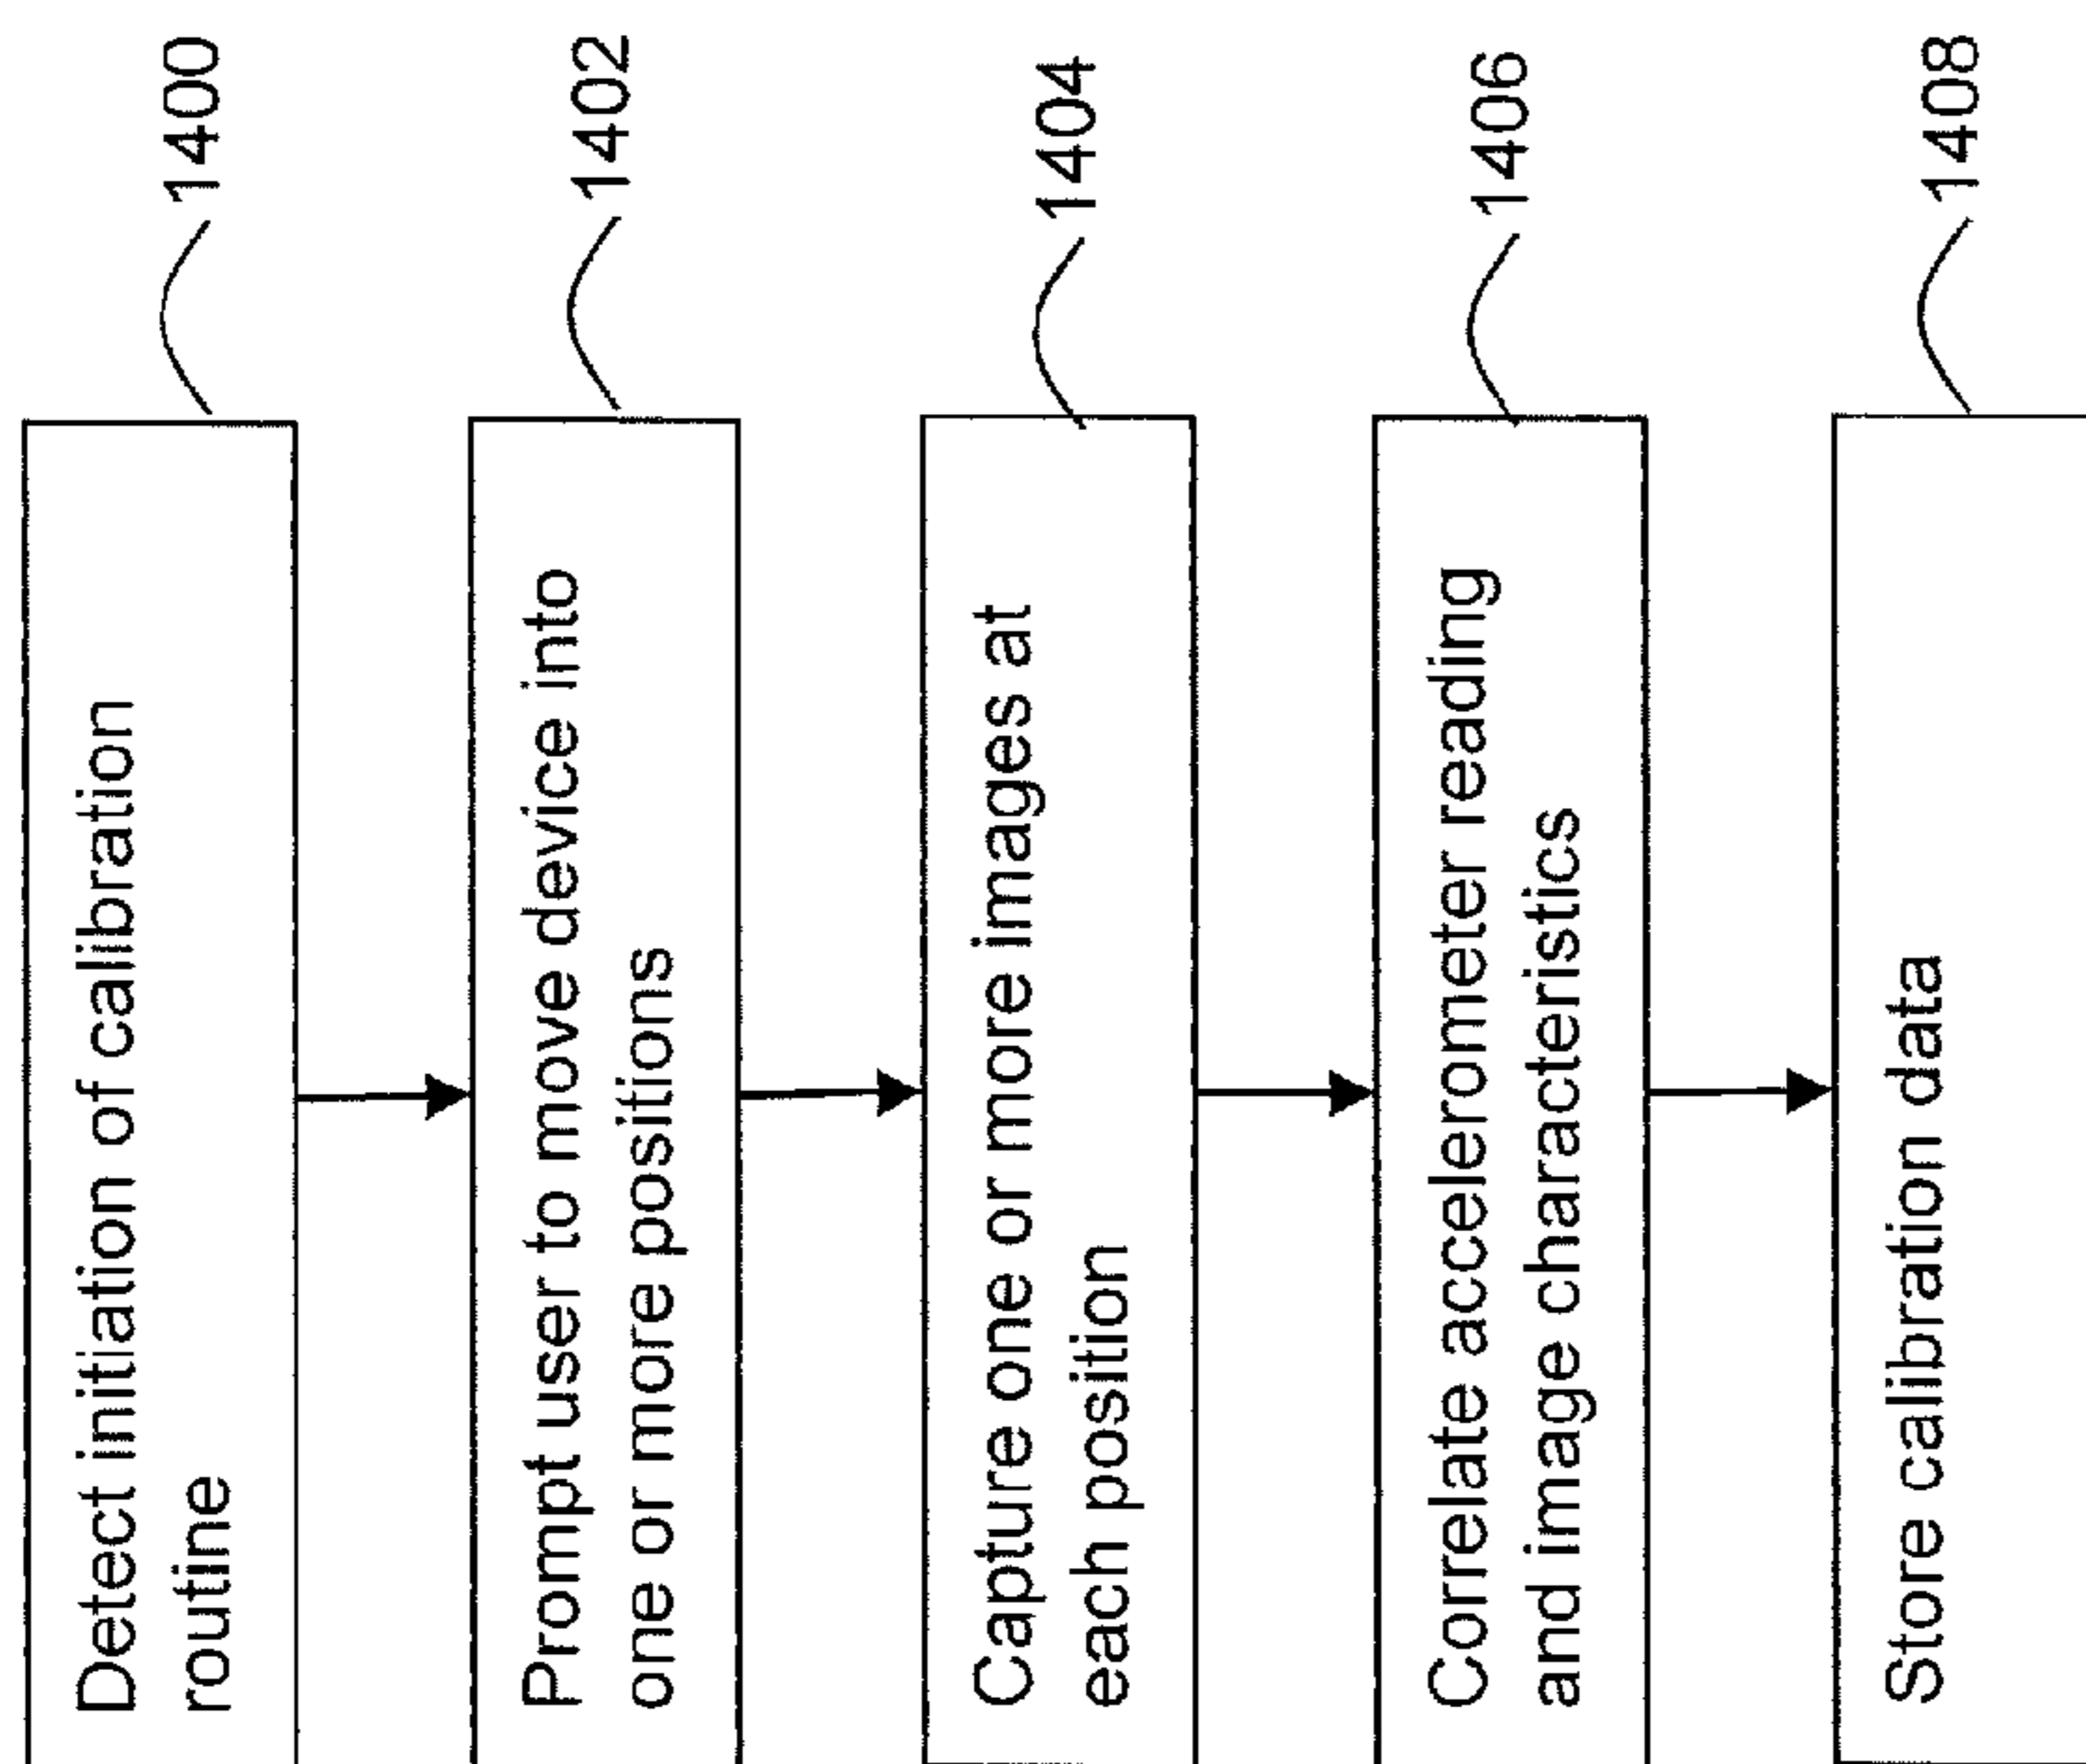 Detect initiation of calibration
routine
1400
Prompt user to move device into
one or more positions
1402
Capture one or more images at
each position
1404
Correlate accelerometer reading
and image characteristics
1406
Store calibration data
1408